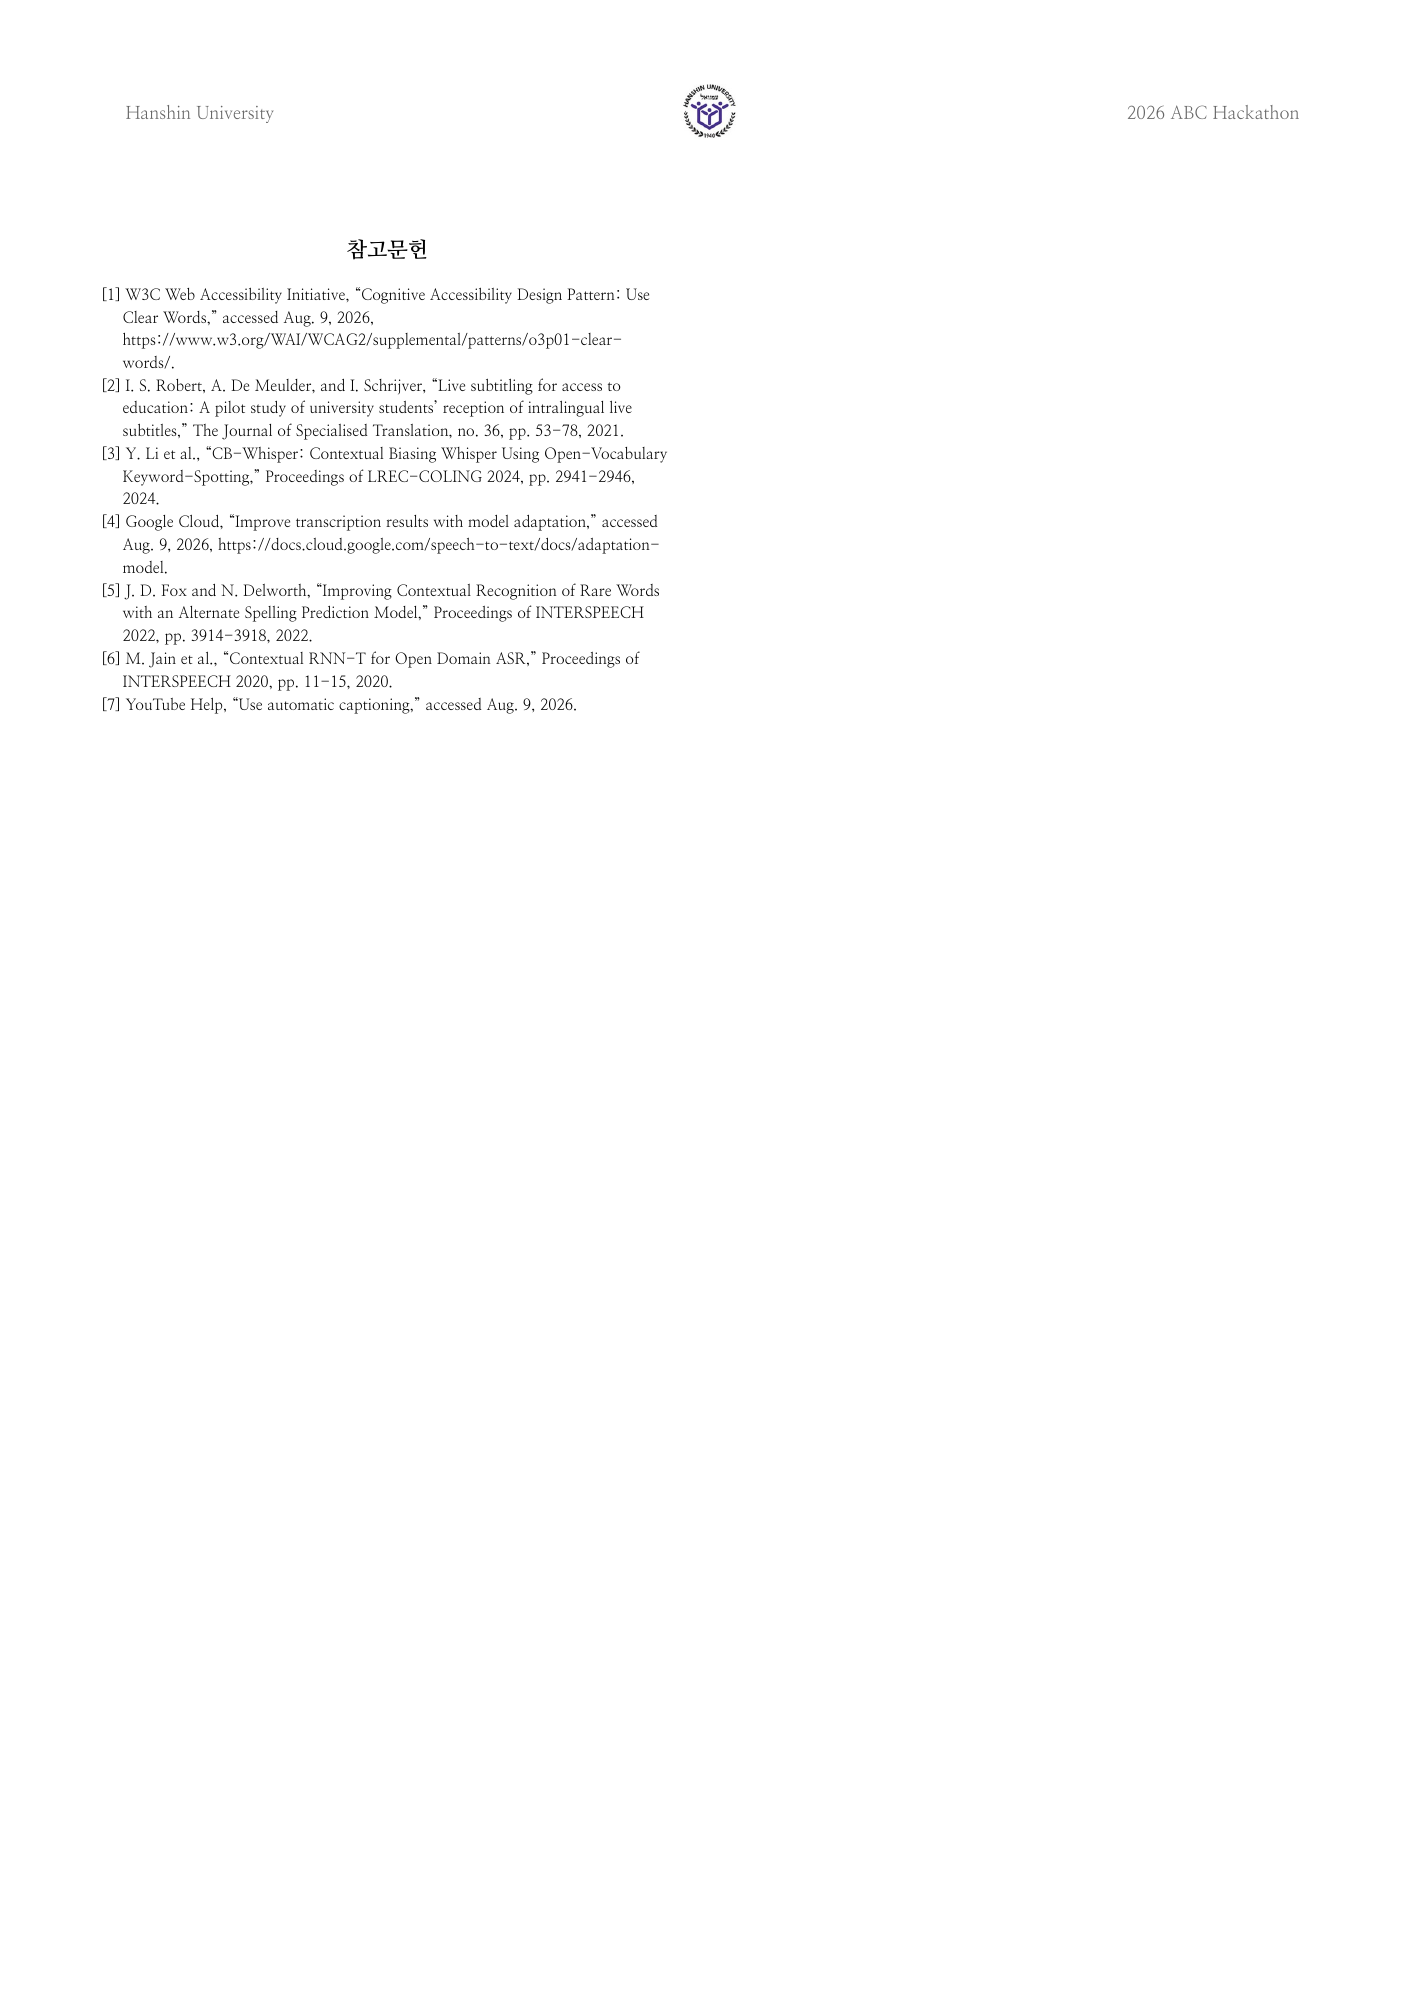 Hanshin University
HANSHIN UNIVERSITY
1940
2026 ABC Hackathon
참고문헌
[1] W3C Web Accessibility Initiative, “Cognitive Accessibility Design Pattern: Use
Clear Words,” accessed Aug. 9, 2026,
https://www.w3.org/WAI/WCAG2/supplemental/patterns/o3p01-clear-
words/.
[2] I. S. Robert, A. De Meulder, and I. Schrijver, “Live subtitling for access to
education: A pilot study of university students’ reception of intralingual live
subtitles,” The Journal of Specialised Translation, no. 36, pp. 53-78, 2021.
[3] Y. Li et al., “CB-Whisper: Contextual Biasing Whisper Using Open-Vocabulary
Keyword-Spotting,” Proceedings of LREC-COLING 2024, pp. 2941-2946,
2024.
[4] Google Cloud, “Improve transcription results with model adaptation,” accessed
Aug. 9, 2026, https://docs.cloud.google.com/speech-to-text/docs/adaptation-
model.
[5] J. D. Fox and N. Delworth, “Improving Contextual Recognition of Rare Words
with an Alternate Spelling Prediction Model,” Proceedings of INTERSPEECH
2022, pp. 3914-3918, 2022.
[6] M. Jain et al., “Contextual RNN-T for Open Domain ASR,” Proceedings of
INTERSPEECH 2020, pp. 11-15, 2020.
[7] YouTube Help, “Use automatic captioning,” accessed Aug. 9, 2026.